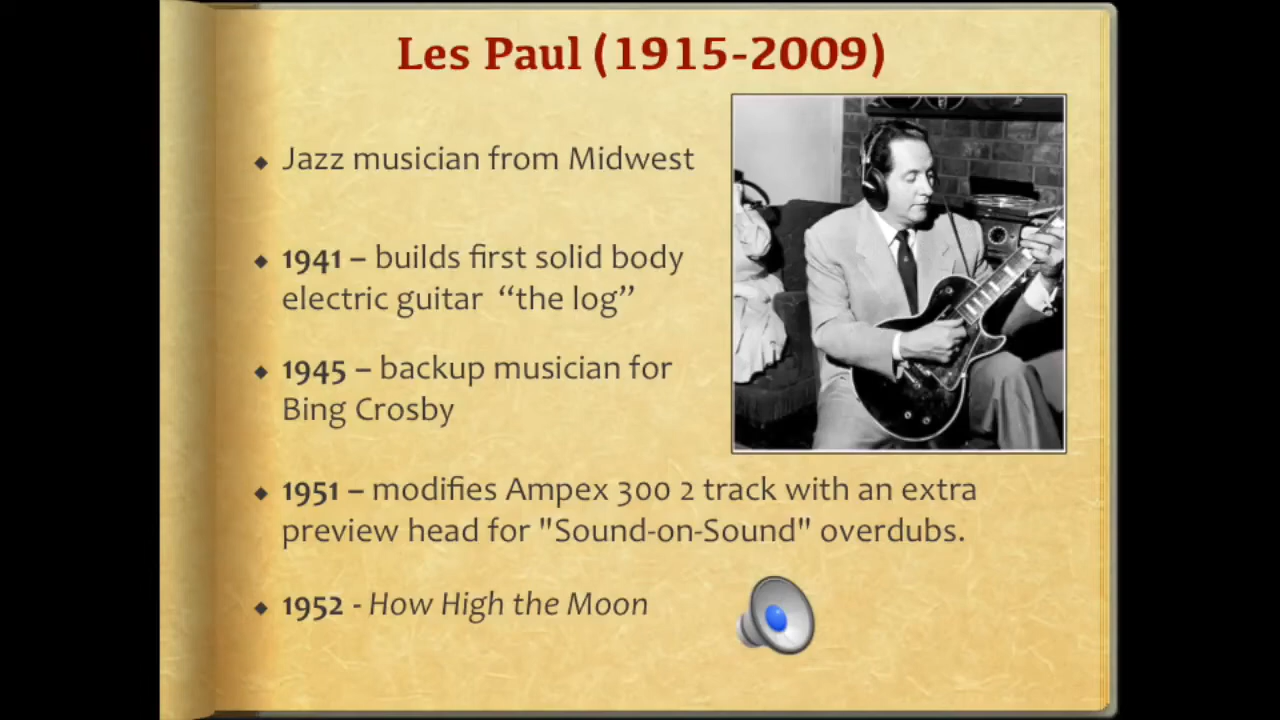 Les Paul (1915-2009)
◆ Jazz musician from Midwest
◆ 1941 – builds first solid body
electric guitar “the log”
◆ 1945 – backup musician for
Bing Crosby
◆ 1951 – modifies Ampex 300 2 track with an extra
preview head for "Sound-on-Sound" overdubs.
◆ 1952 - How High the Moon